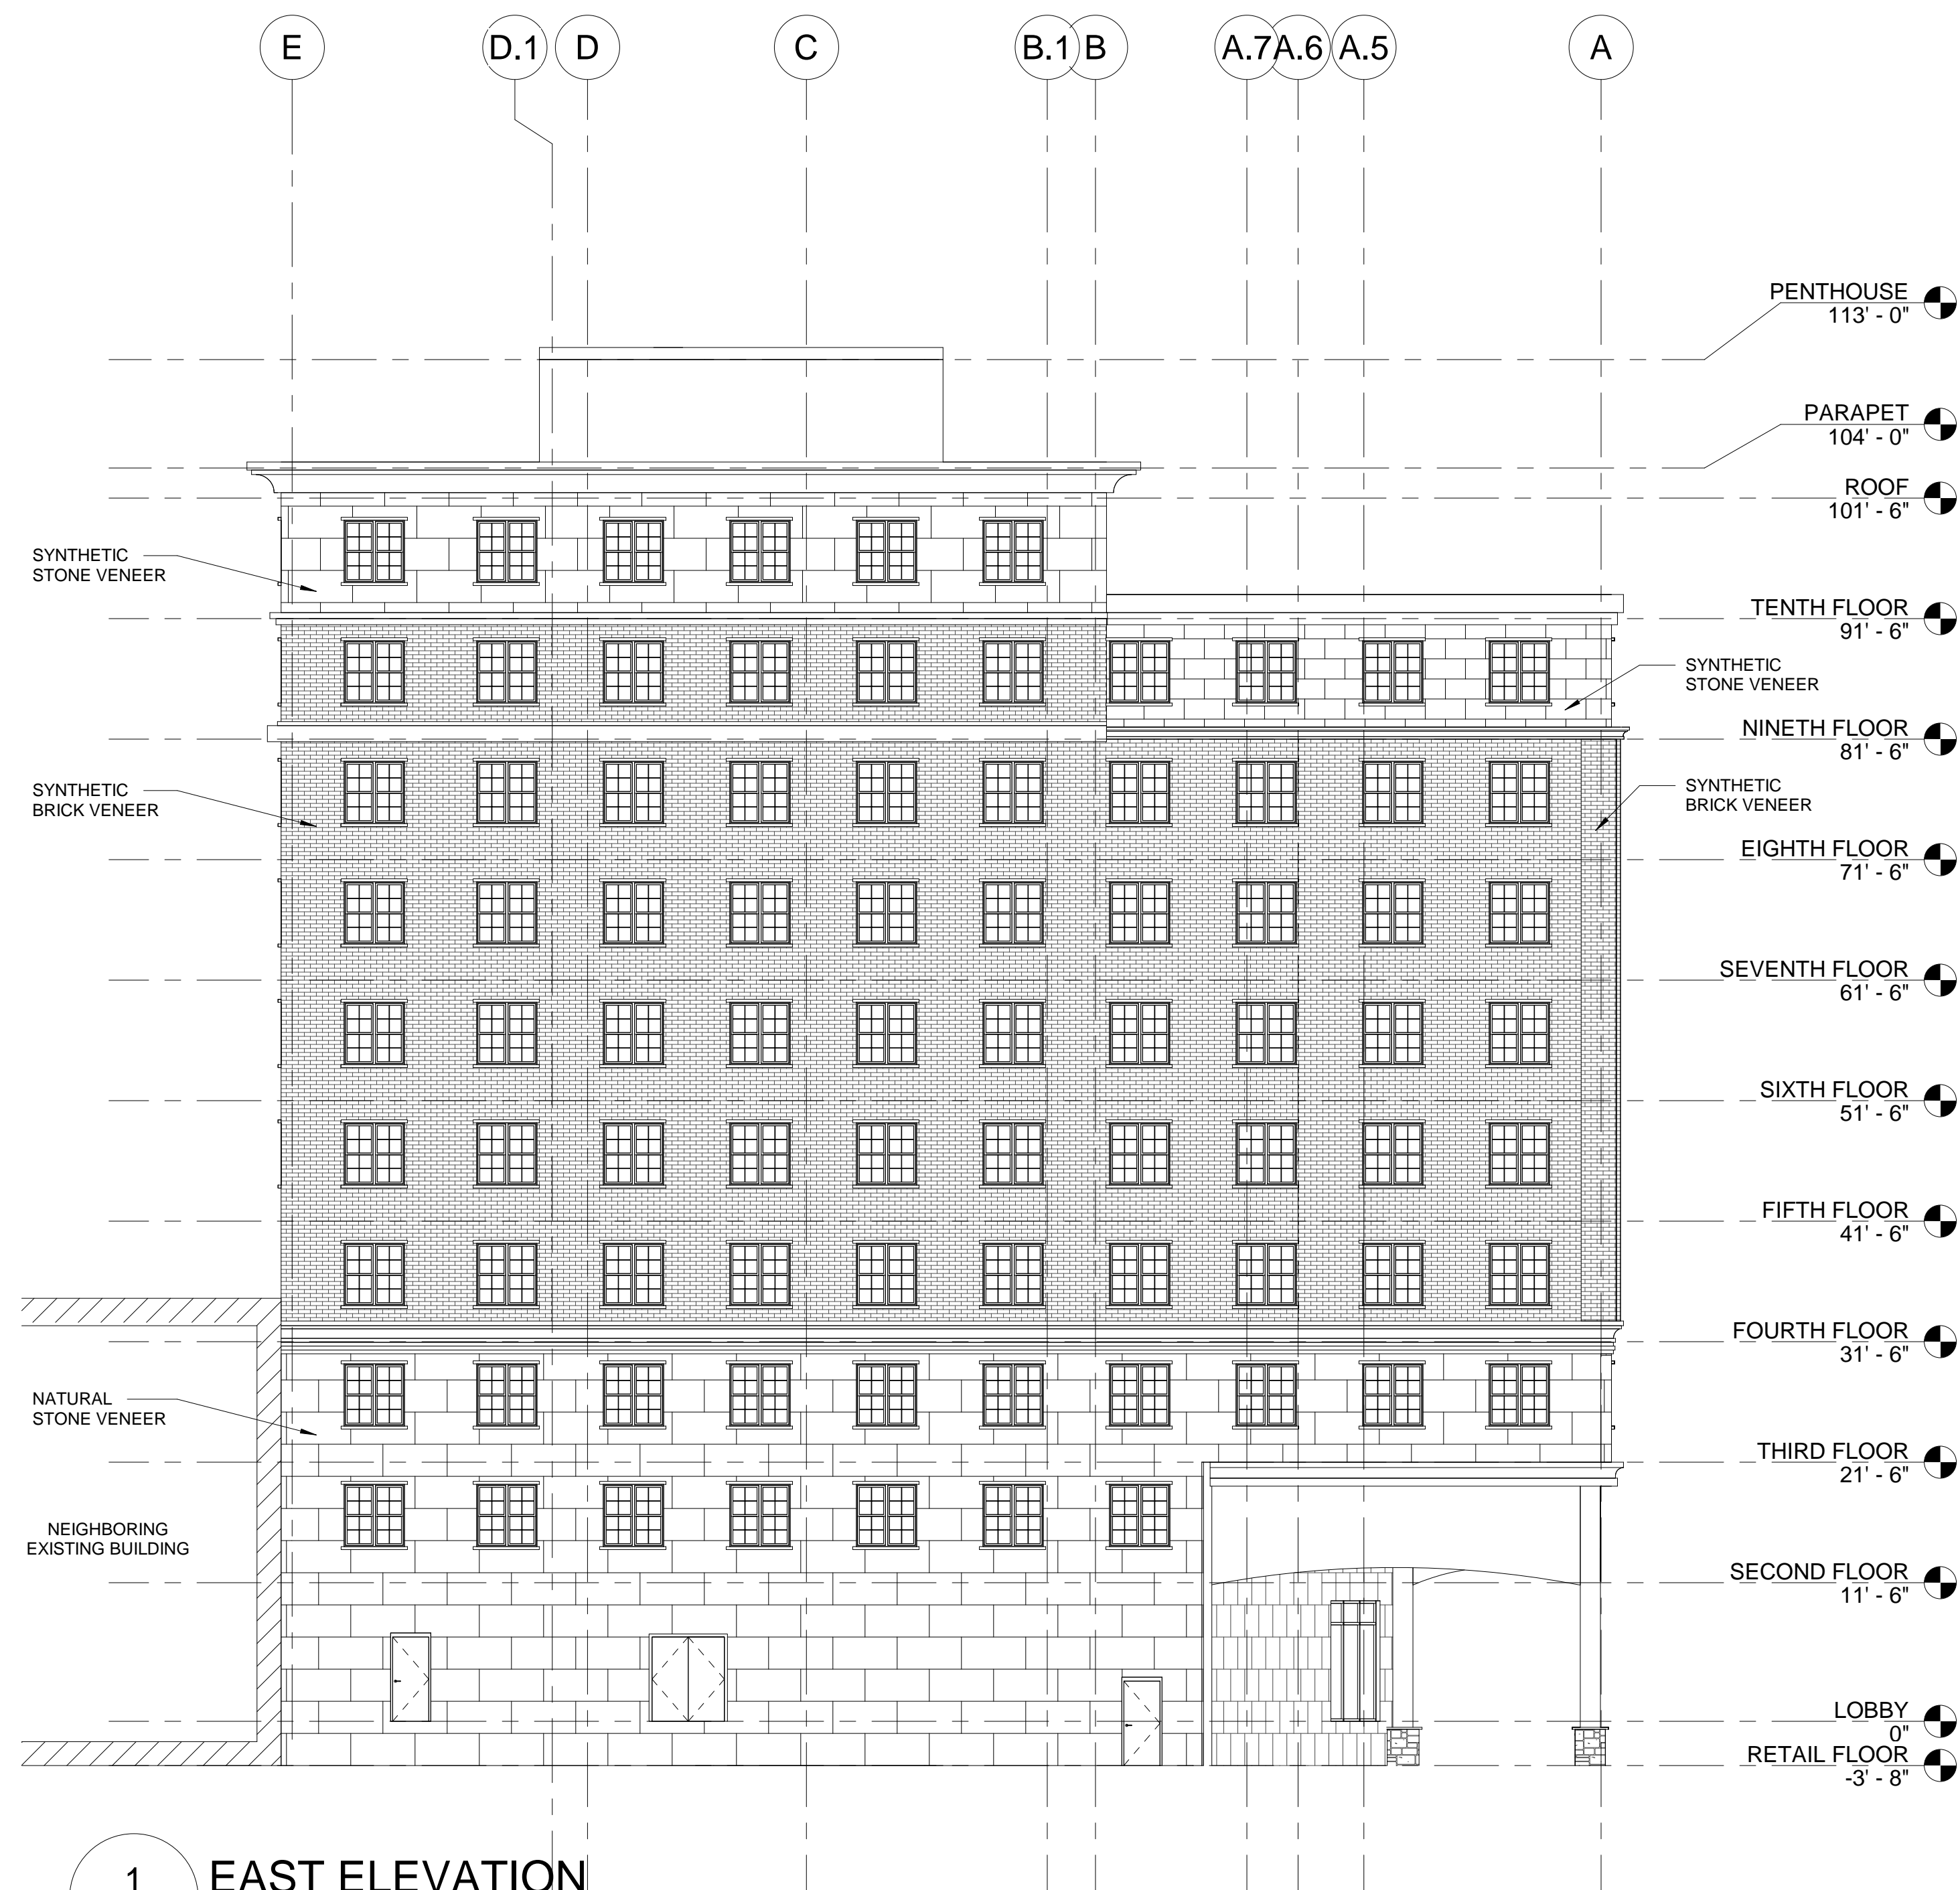 E
D.1
D
C
B.1
B
A.7
A.6
A.5
A
PENTHOUSE
113' - 0"
PARAPET
104' - 0"
ROOF
101' - 6"
SYNTHETIC
STONE VENEER
TENTH FLOOR
91' - 6"
SYNTHETIC
STONE VENEER
NINETH FLOOR
81' - 6"
SYNTHETIC
BRICK VENEER
SYNTHETIC
BRICK VENEER
EIGHTH FLOOR
71' - 6"
SEVENTH FLOOR
61' - 6"
SIXTH FLOOR
51' - 6"
FIFTH FLOOR
41' - 6"
FOURTH FLOOR
31' - 6"
NATURAL
STONE VENEER
THIRD FLOOR
21' - 6"
NEIGHBORING
EXISTING BUILDING
SECOND FLOOR
11' - 6"
LOBBY
0"
RETAIL FLOOR
-3' - 8"
1
EAST ELEVATION